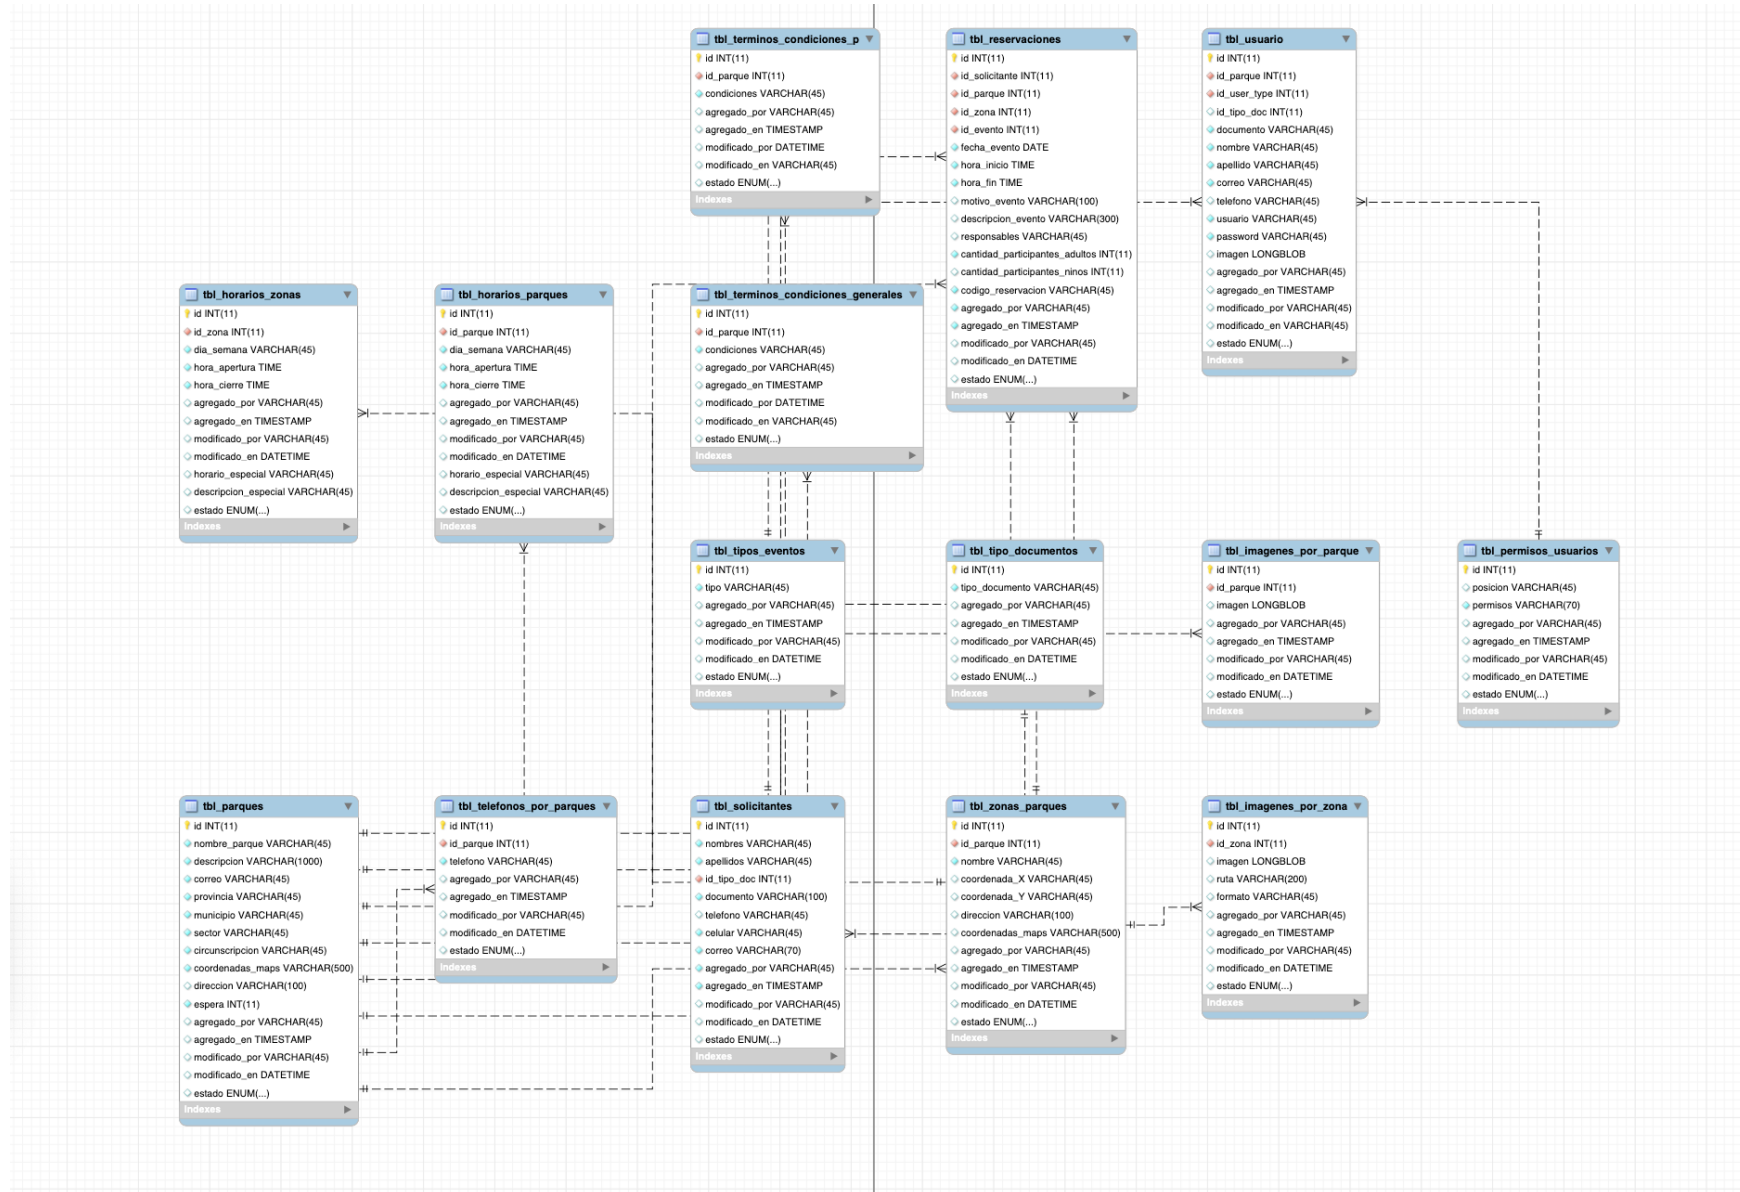 tbl_terminos_condiciones_p
id INT(11)
id_parque INT(11)
condiciones VARCHAR(45)
agregado_por VARCHAR(45)
agregado_en TIMESTAMP
modificado_por DATETIME
modificado_en VARCHAR(45)
estado ENUM(...)
Indexes
tbl_reservaciones
id INT(11)
id_solicitante INT(11)
id_parque INT(11)
id_zona INT(11)
id_evento INT(11)
fecha_evento DATE
hora_inicio TIME
hora_fin TIME
motivo_evento VARCHAR(100)
descripcion_evento VARCHAR(300)
responsables VARCHAR(45)
cantidad_participantes_adultos INT(11)
cantidad_participantes_ninos INT(11)
codigo_reservacion VARCHAR(45)
agregado_por VARCHAR(45)
agregado_en TIMESTAMP
modificado_por VARCHAR(45)
modificado_en DATETIME
estado ENUM(...)
Indexes
tbl_usuario
id INT(11)
id_parque INT(11)
id_user_type INT(11)
id_tipo_doc INT(11)
documento VARCHAR(45)
nombre VARCHAR(45)
apellido VARCHAR(45)
correo VARCHAR(45)
telefono VARCHAR(45)
usuario VARCHAR(45)
password VARCHAR(45)
imagen LONGBLOB
agregado_por VARCHAR(45)
agregado_en TIMESTAMP
modificado_por VARCHAR(45)
modificado_en VARCHAR(45)
estado ENUM(...)
Indexes
tbl_horarios_zonas
id INT(11)
id_zona INT(11)
dia_semana VARCHAR(45)
hora_apertura TIME
hora_cierre TIME
agregado_por VARCHAR(45)
agregado_en TIMESTAMP
modificado_por VARCHAR(45)
modificado_en DATETIME
horario_especial VARCHAR(45)
descripcion_especial VARCHAR(45)
estado ENUM(...)
Indexes
tbl_horarios_parques
id INT(11)
id_parque INT(11)
dia_semana VARCHAR(45)
hora_apertura TIME
hora_cierre TIME
agregado_por VARCHAR(45)
agregado_en TIMESTAMP
modificado_por VARCHAR(45)
modificado_en DATETIME
horario_especial VARCHAR(45)
descripcion_especial VARCHAR(45)
estado ENUM(...)
Indexes
tbl_terminos_condiciones_generales
id INT(11)
id_parque INT(11)
condiciones VARCHAR(45)
agregado_por VARCHAR(45)
agregado_en TIMESTAMP
modificado_por DATETIME
modificado_en VARCHAR(45)
estado ENUM(...)
Indexes
tbl_tipos_eventos
id INT(11)
tipo VARCHAR(45)
agregado_por VARCHAR(45)
agregado_en TIMESTAMP
modificado_por VARCHAR(45)
modificado_en DATETIME
estado ENUM(...)
Indexes
tbl_tipo_documentos
id INT(11)
tipo_documento VARCHAR(45)
agregado_por VARCHAR(45)
agregado_en TIMESTAMP
modificado_por VARCHAR(45)
modificado_en DATETIME
estado ENUM(...)
Indexes
tbl_imagenes_por_parque
id INT(11)
id_parque INT(11)
imagen LONGBLOB
agregado_por VARCHAR(45)
agregado_en TIMESTAMP
modificado_por VARCHAR(45)
modificado_en DATETIME
estado ENUM(...)
Indexes
tbl_permisos_usuarios
id INT(11)
posicion VARCHAR(45)
permisos VARCHAR(70)
agregado_por VARCHAR(45)
agregado_en TIMESTAMP
modificado_por VARCHAR(45)
modificado_en DATETIME
estado ENUM(...)
Indexes
tbl_parques
id INT(11)
nombre_parque VARCHAR(45)
descripcion VARCHAR(1000)
correo VARCHAR(45)
provincia VARCHAR(45)
municipio VARCHAR(45)
sector VARCHAR(45)
circunscripcion VARCHAR(45)
coordenadas_maps VARCHAR(500)
direccion VARCHAR(100)
espera INT(11)
agregado_por VARCHAR(45)
agregado_en TIMESTAMP
modificado_por VARCHAR(45)
modificado_en DATETIME
estado ENUM(...)
Indexes
tbl_telefonos_por_parques
id INT(11)
id_parque INT(11)
telefono VARCHAR(45)
agregado_por VARCHAR(45)
agregado_en TIMESTAMP
modificado_por VARCHAR(45)
modificado_en DATETIME
estado ENUM(...)
Indexes
tbl_solicitantes
id INT(11)
nombres VARCHAR(45)
apellidos VARCHAR(45)
id_tipo_doc INT(11)
documento VARCHAR(100)
telefono VARCHAR(45)
celular VARCHAR(45)
correo VARCHAR(70)
agregado_por VARCHAR(45)
agregado_en TIMESTAMP
modificado_por VARCHAR(45)
modificado_en DATETIME
estado ENUM(...)
Indexes
tbl_zonas_parques
id INT(11)
id_parque INT(11)
nombre VARCHAR(45)
coordenada_X VARCHAR(45)
coordenada_Y VARCHAR(45)
direccion VARCHAR(100)
coordenadas_maps VARCHAR(500)
agregado_por VARCHAR(45)
agregado_en TIMESTAMP
modificado_por VARCHAR(45)
modificado_en DATETIME
estado ENUM(...)
Indexes
tbl_imagenes_por_zona
id INT(11)
id_zona INT(11)
imagen LONGBLOB
ruta VARCHAR(200)
formato VARCHAR(45)
agregado_por VARCHAR(45)
agregado_en TIMESTAMP
modificado_por VARCHAR(45)
modificado_en DATETIME
estado ENUM(...)
Indexes